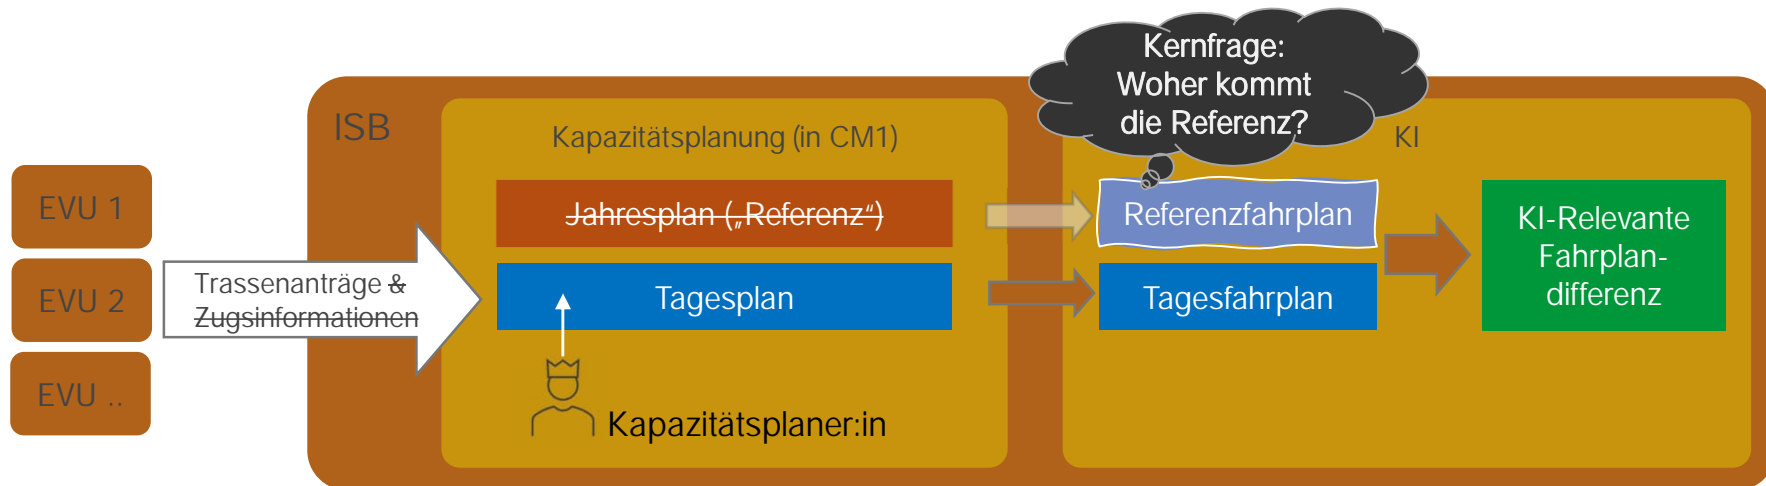 Kernfrage:
Woher kommt
die Referenz?
ISB
Kapazitätsplanung (in CM1)
KI
EVU 1
EVU 2
EVU ..
Trassenanträge &
Zugsinformationen
Jahresplan („Referenz“)
Tagesplan
Kapazitätsplaner:in
Referenzfahrplan
Tagesfahrplan
KI-Relevante
Fahrplan-
differenz